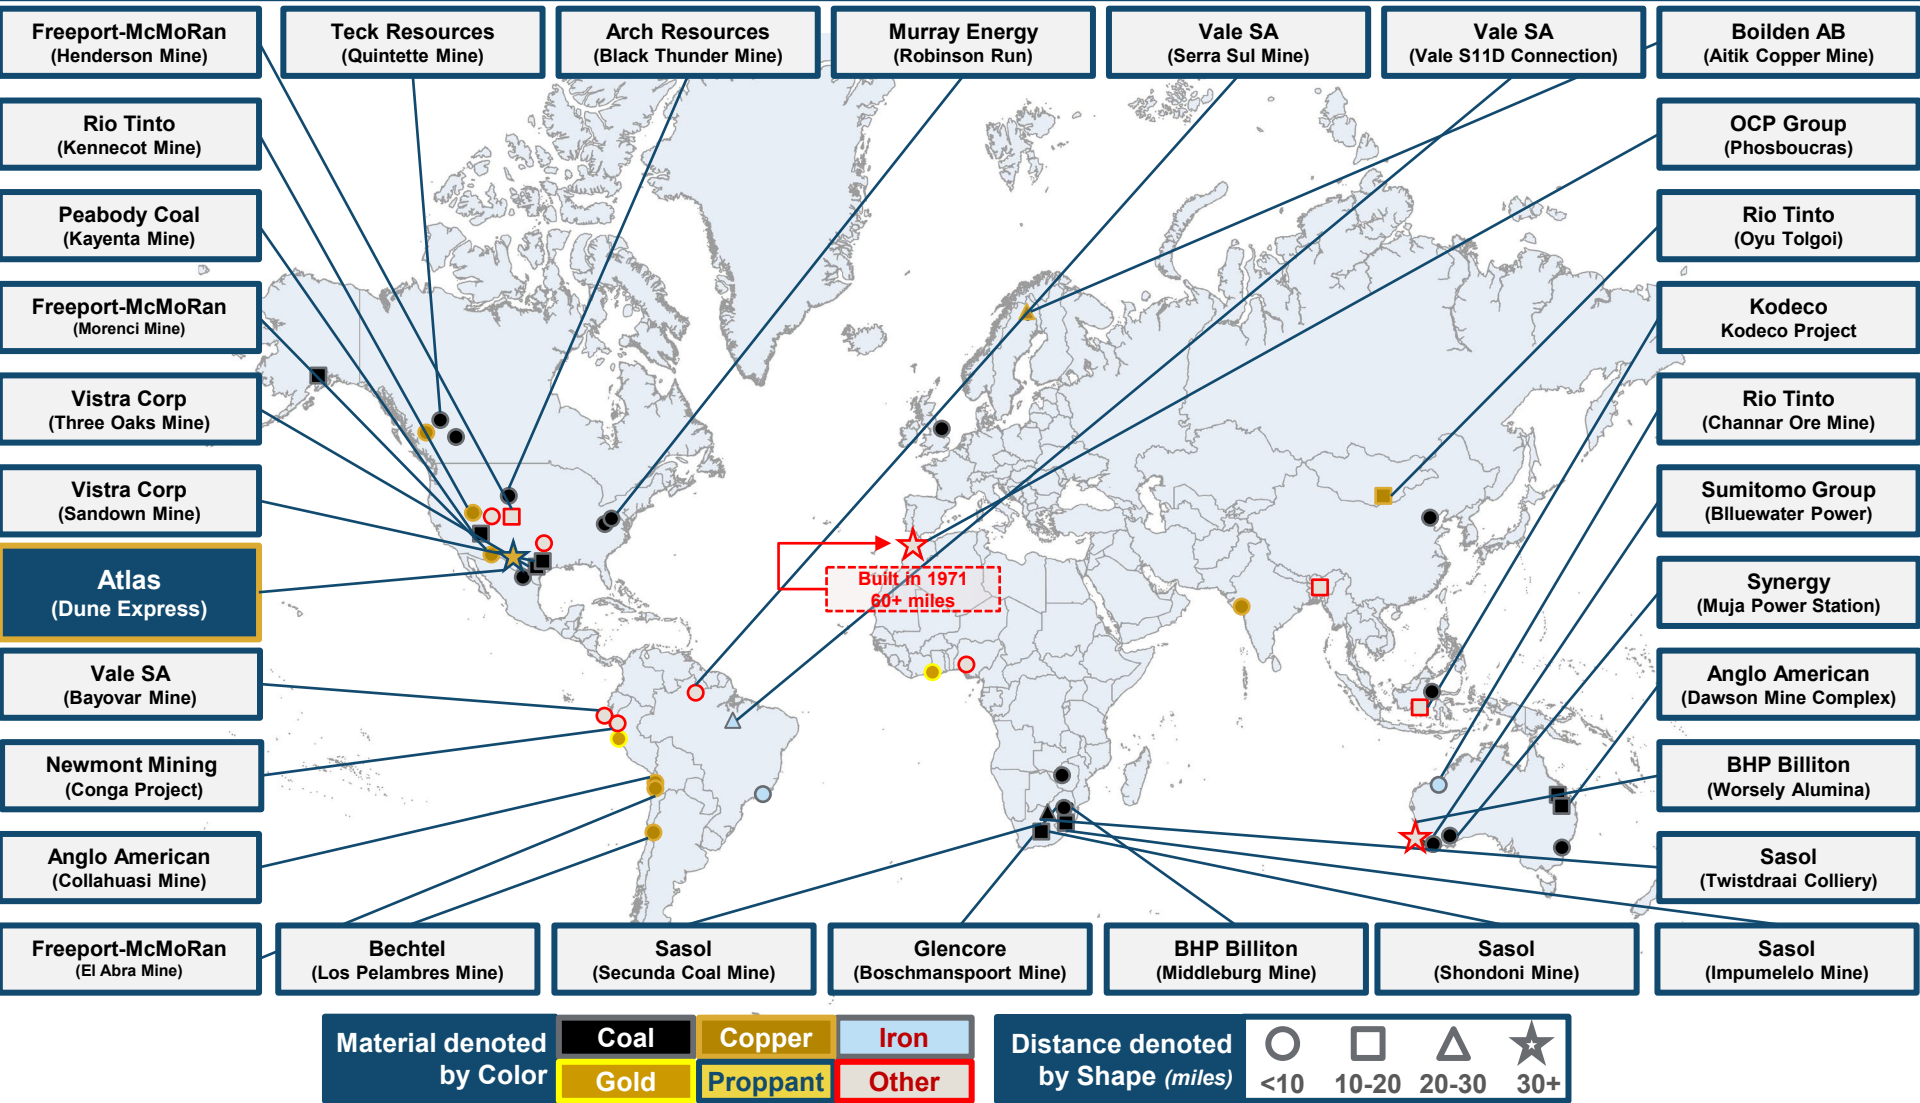 Freeport-McMoRan
(Henderson Mine)
Teck Resources
(Quintette Mine)
Arch Resources
(Black Thunder Mine)
Murray Energy
(Robinson Run)
Vale SA
(Serra Sul Mine)
Vale SA
(Vale S11D Connection)
Boilden AB
(Aitik Copper Mine)
Rio Tinto
(Kennecot Mine)
Peabody Coal
(Kayenta Mine)
Freeport-McMoRan
(Morenci Mine)
Vistra Corp
(Three Oaks Mine)
Vistra Corp
(Sandown Mine)
Atlas
(Dune Express)
Vale SA
(Bayovar Mine)
Newmont Mining
(Conga Project)
Anglo American
(Collahuasi Mine)
Freeport-McMoRan
(El Abra Mine)
OCP Group
(Phosboucras)
Rio Tinto
(Oyu Tolgoi)
Kodeco
Kodeco Project
Rio Tinto
(Channar Ore Mine)
Sumitomo Group
(Blluewater Power)
Synergy
(Muja Power Station)
Anglo American
(Dawson Mine Complex)
BHP Billiton
(Worsely Alumina)
Sasol
(Twistdraai Colliery)
Built in 1971
60+ miles
Bechtel
(Los Pelambres Mine)
Sasol
(Secunda Coal Mine)
Glencore
(Boschmanspoort Mine)
BHP Billiton
(Middleburg Mine)
Sasol
(Shondoni Mine)
Sasol
(Impumelelo Mine)
Material denoted
by Color
Coal
Copper
Iron
Gold
Proppant
Other
Distance denoted
by Shape (miles)
<10
10-20
20-30
30+